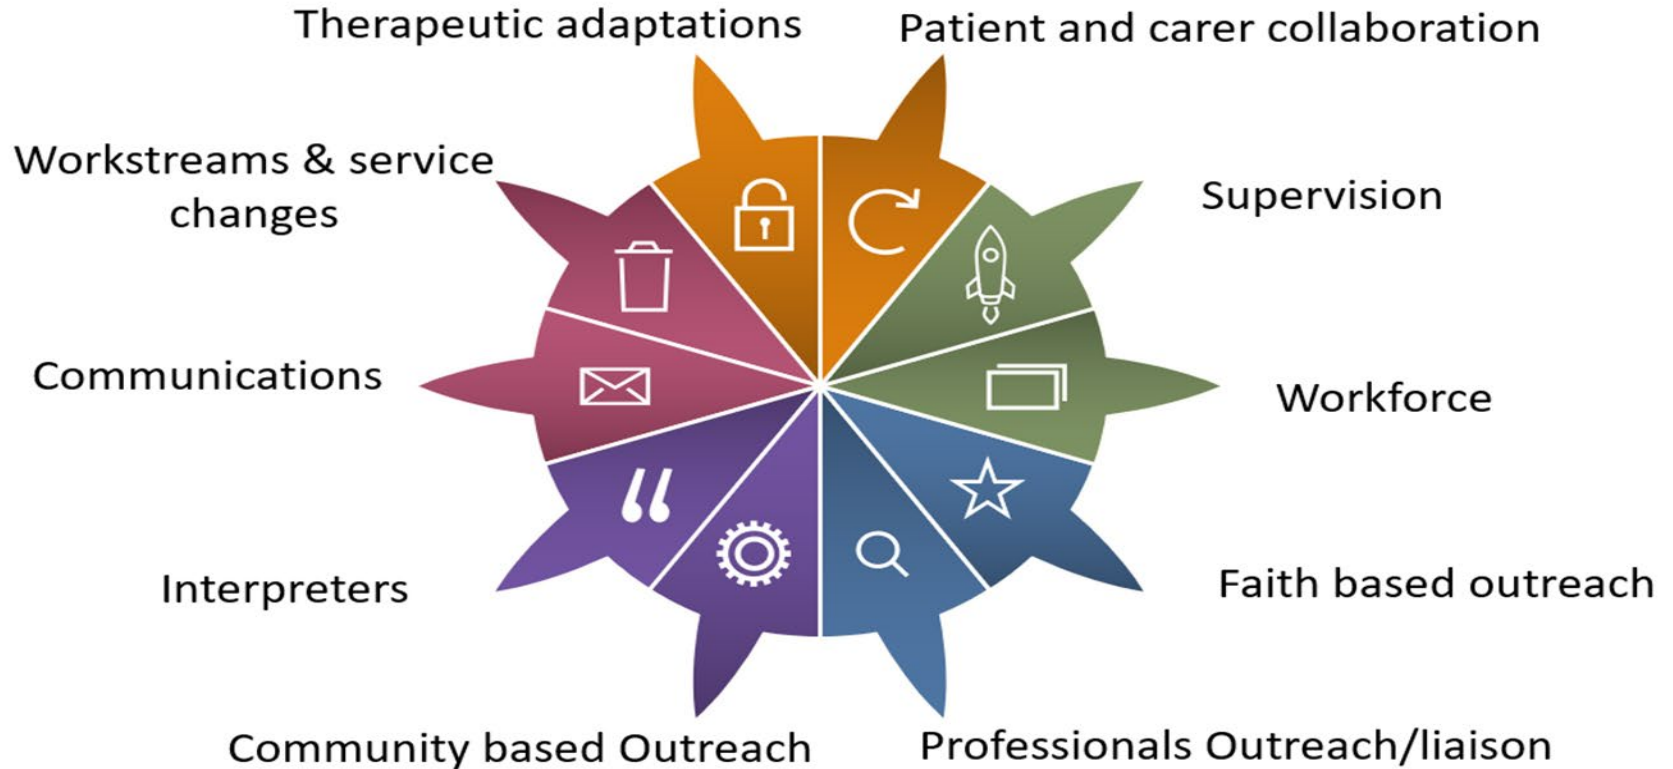 Therapeutic adaptations
Patient and carer collaboration
Workstreams & service
changes
Supervision
Communications
Workforce
Interpreters
Faith based outreach
Community based Outreach
Professionals Outreach/liaison